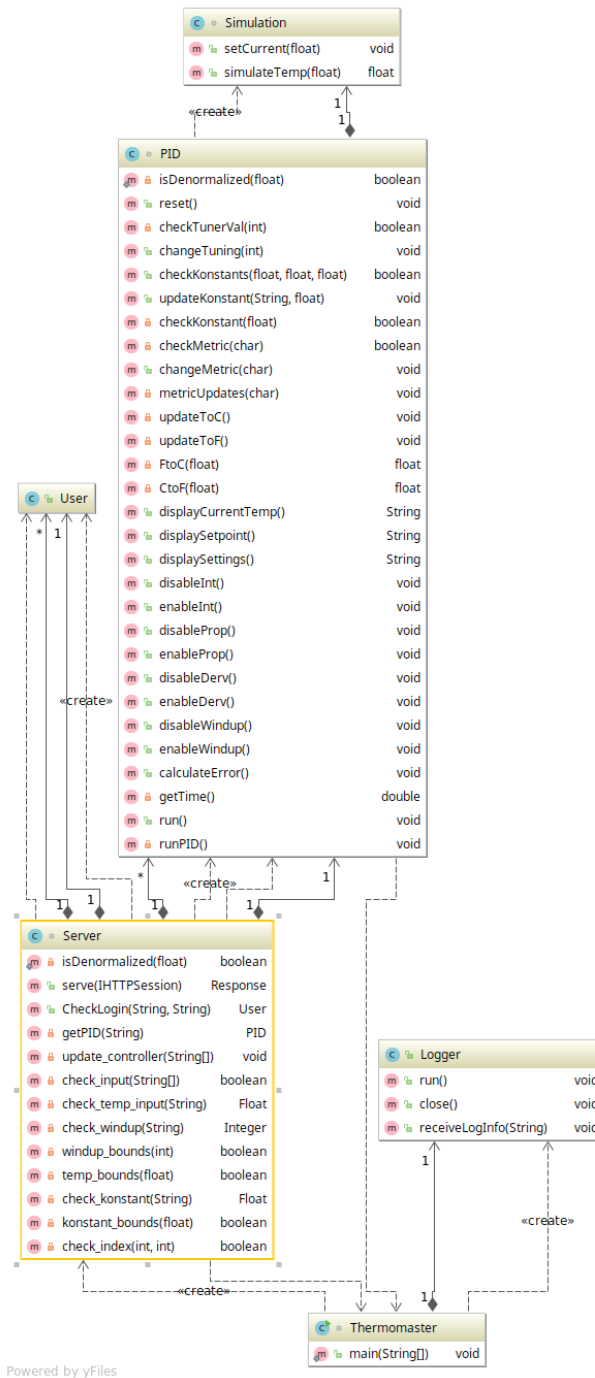 Simulation
setCurrent(float) void
simulateTemp(float) float
«create»
1
1
PID
isDenormalized(float) boolean
reset() void
checkTunerVal(int) boolean
changeTuning(int) void
checkKonstants(float, float, float) boolean
updateKonstant(String, float) void
checkKonstant(float) boolean
checkMetric(char) boolean
changeMetric(char) void
metricUpdates(char) void
updateToC() void
updateToF() void
FtoC(float) float
CtoF(float) float
displayCurrentTemp() String
displaySetpoint() String
displaySettings() String
disableInt() void
enableInt() void
disableProp() void
enableProp() void
disableDerv() void
enableDerv() void
disableWindup() void
enableWindup() void
calculateError() void
getTime() double
run() void
runPID() void
User
* 1
«create»
* «create» 1
1 1 1 1
Server
isDenormalized(float) boolean
serve(IHTTPSession) Response
CheckLogin(String, String) User
getPID(String) PID
update_controller(String[]) void
check_input(String[]) boolean
check_temp_input(String) Float
check_windup(String) Integer
windup_bounds(int) boolean
temp_bounds(float) boolean
check_konstant(String) Float
konstant_bounds(float) boolean
check_index(int, int) boolean
Logger
run() void
close() void
receiveLogInfo(String) void
1
«create»
«create»
1
Thermomaster
main(String[]) void
Powered by yFiles